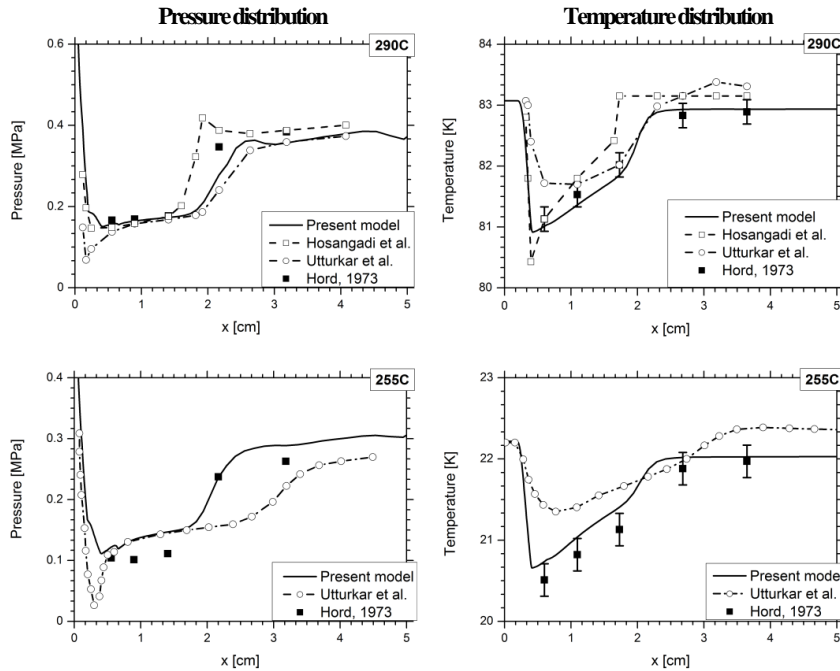 Pressure distribution
Temperature distribution
290C
0.6
0.4
0.2
0
Pressure [MPa]
Present model
Hosangadi et al.
Utturkar et al.
Hord, 1973
0 1 2 3 4 5
x [cm]
290C
84
83
82
81
80
Temperature [K]
Present model
Hosangadi et al.
Utturkar et al.
Hord, 1973
0 1 2 3 4 5
x [cm]
255C
0.4
0.3
0.2
0.1
0
Pressure [MPa]
Present model
Utturkar et al.
Hord, 1973
0 1 2 3 4 5
x [cm]
255C
23
22
21
20
Temperature [K]
Present model
Utturkar et al.
Hord, 1973
0 1 2 3 4 5
x [cm]